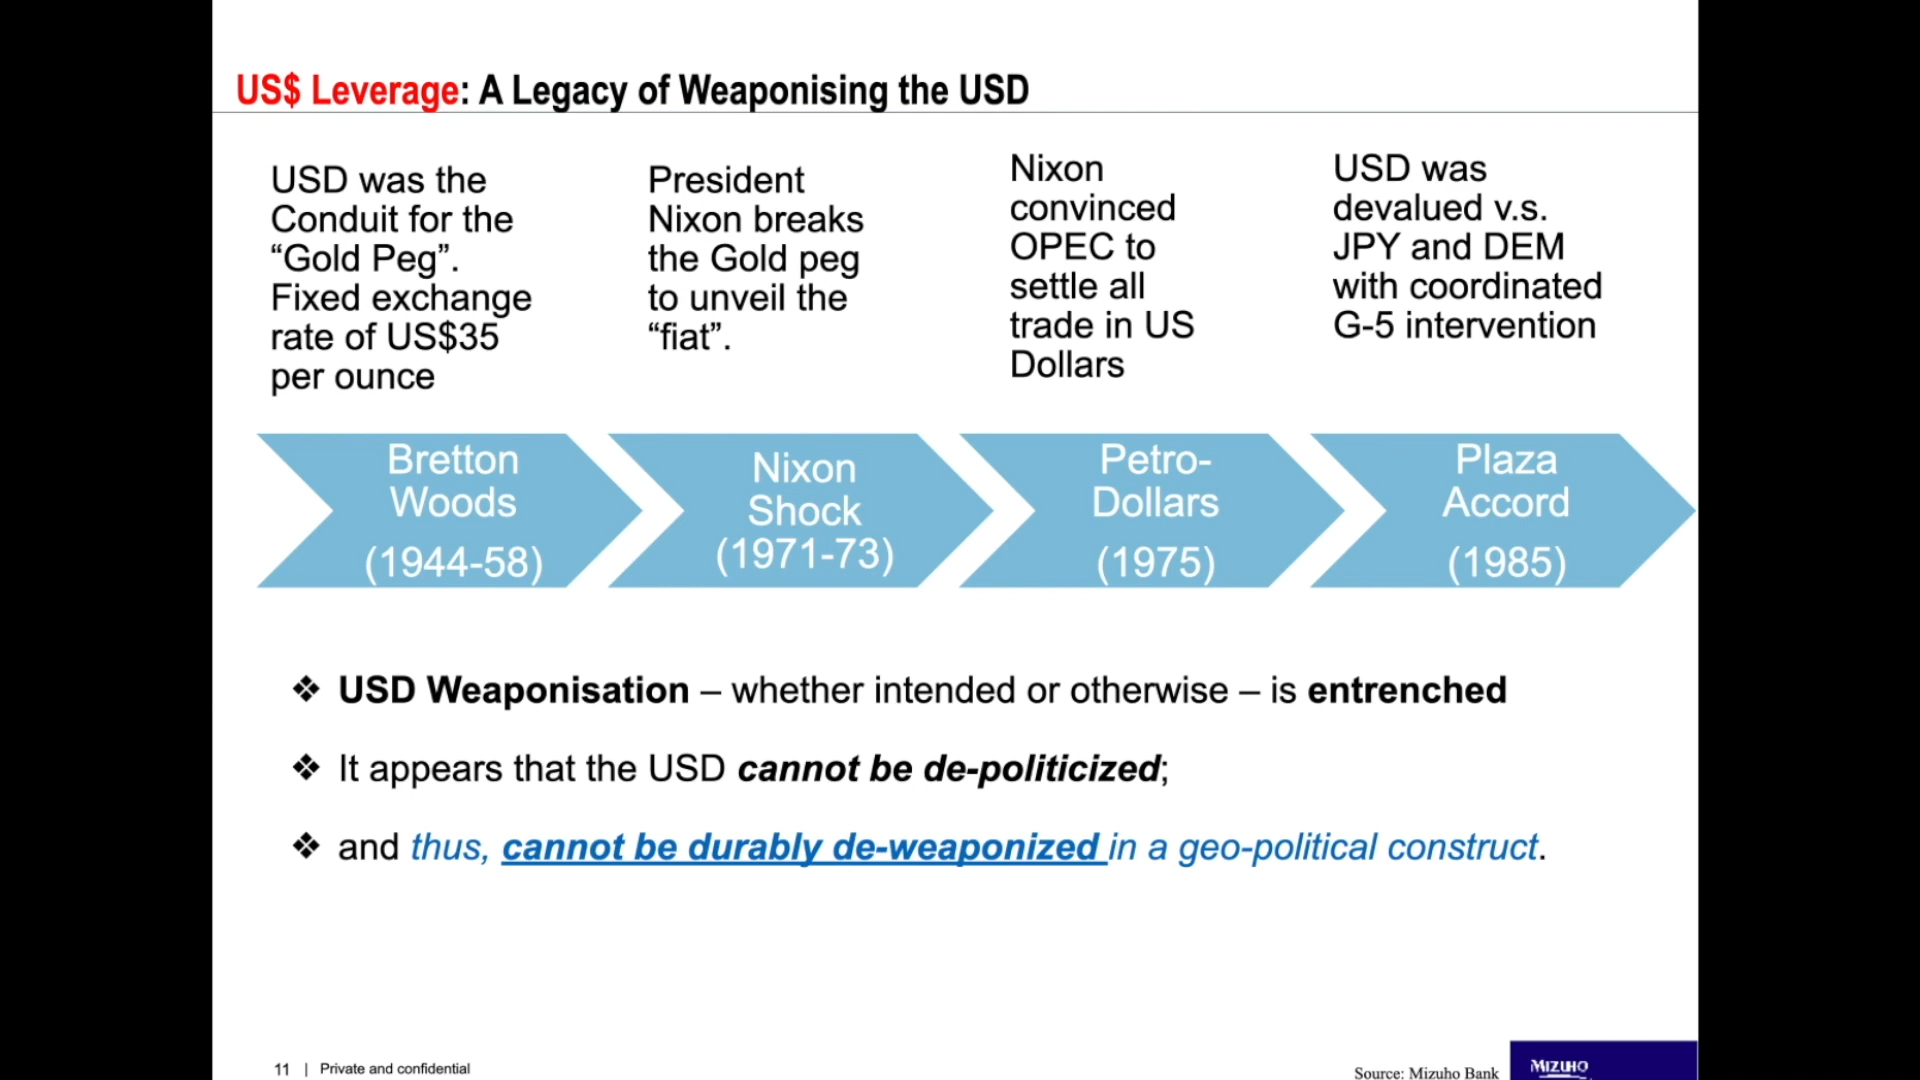 US$ Leverage: A Legacy of Weaponising the USD
USD was the
Conduit for the
“Gold Peg”.
Fixed exchange
rate of US$35
per ounce
President
Nixon breaks
the Gold peg
to unveil the
“fiat”.
Nixon
convinced
OPEC to
settle all
trade in US
Dollars
USD was
devalued v.s.
JPY and DEM
with coordinated
G-5 intervention
Bretton
Woods
(1944-58)
Nixon
Shock
(1971-73)
Petro-
Dollars
(1975)
Plaza
Accord
(1985)
❖ USD Weaponisation – whether intended or otherwise – is entrenched
❖ It appears that the USD cannot be de-politicized;
❖ and thus, cannot be durably de-weaponized in a geo-political construct.
11 | Private and confidential
Source: Mizuho Bank
MIZUHO